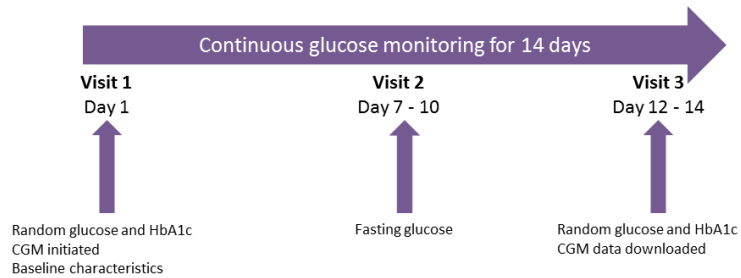 Continuous glucose monitoring for 14 days
Visit 1
Day 1
Visit 2
Day 7 - 10
Visit 3
Day 12 - 14
Random glucose and HbA1c
CGM initiated
Baseline characteristics
Fasting glucose
Random glucose and HbA1c
CGM data downloaded